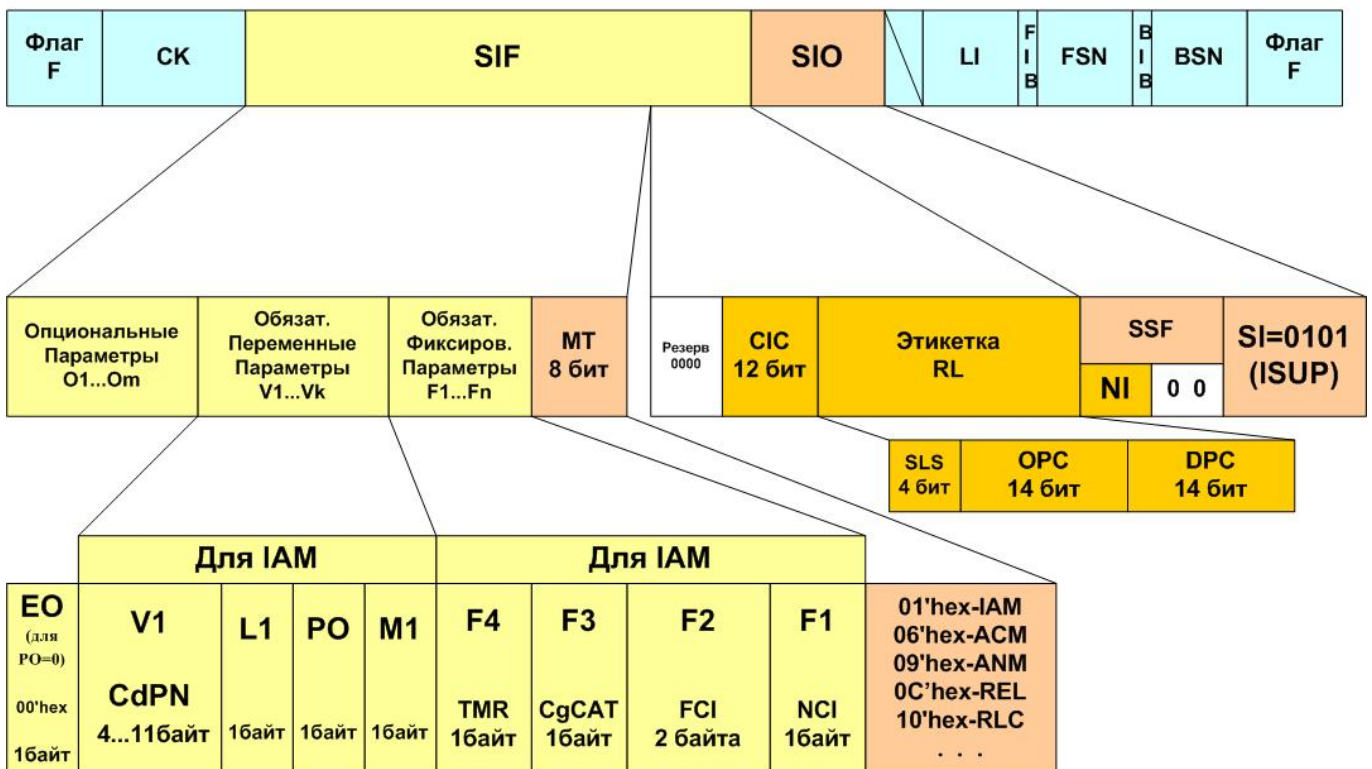 Флаг
F
CK
SIF
SIO
LI
F
I
B
FSN
B
I
B
BSN
Флаг
F
Опциональные
Параметры
O1...Om
Обязат.
Переменные
Параметры
V1...Vk
Обязат.
Фиксиров.
Параметры
F1...Fn
МТ
8 бит
Резерв
0000
CIC
12 бит
Этикетка
RL
SSF
NI
0 0
SI=0101
(ISUP)
SLS
4 бит
OPC
14 бит
DPC
14 бит
Для IAM
Для IAM
EO
(для
PO=0)
00'hex
1байт
V1
CdPN
4...11байт
L1
1байт
PO
1байт
M1
1байт
F4
TMR
1байт
F3
CgCAT
1байт
F2
FCI
2 байта
F1
NCI
1байт
01'hex-IAM
06'hex-ACM
09'hex-ANM
0C'hex-REL
10'hex-RLC
. . .